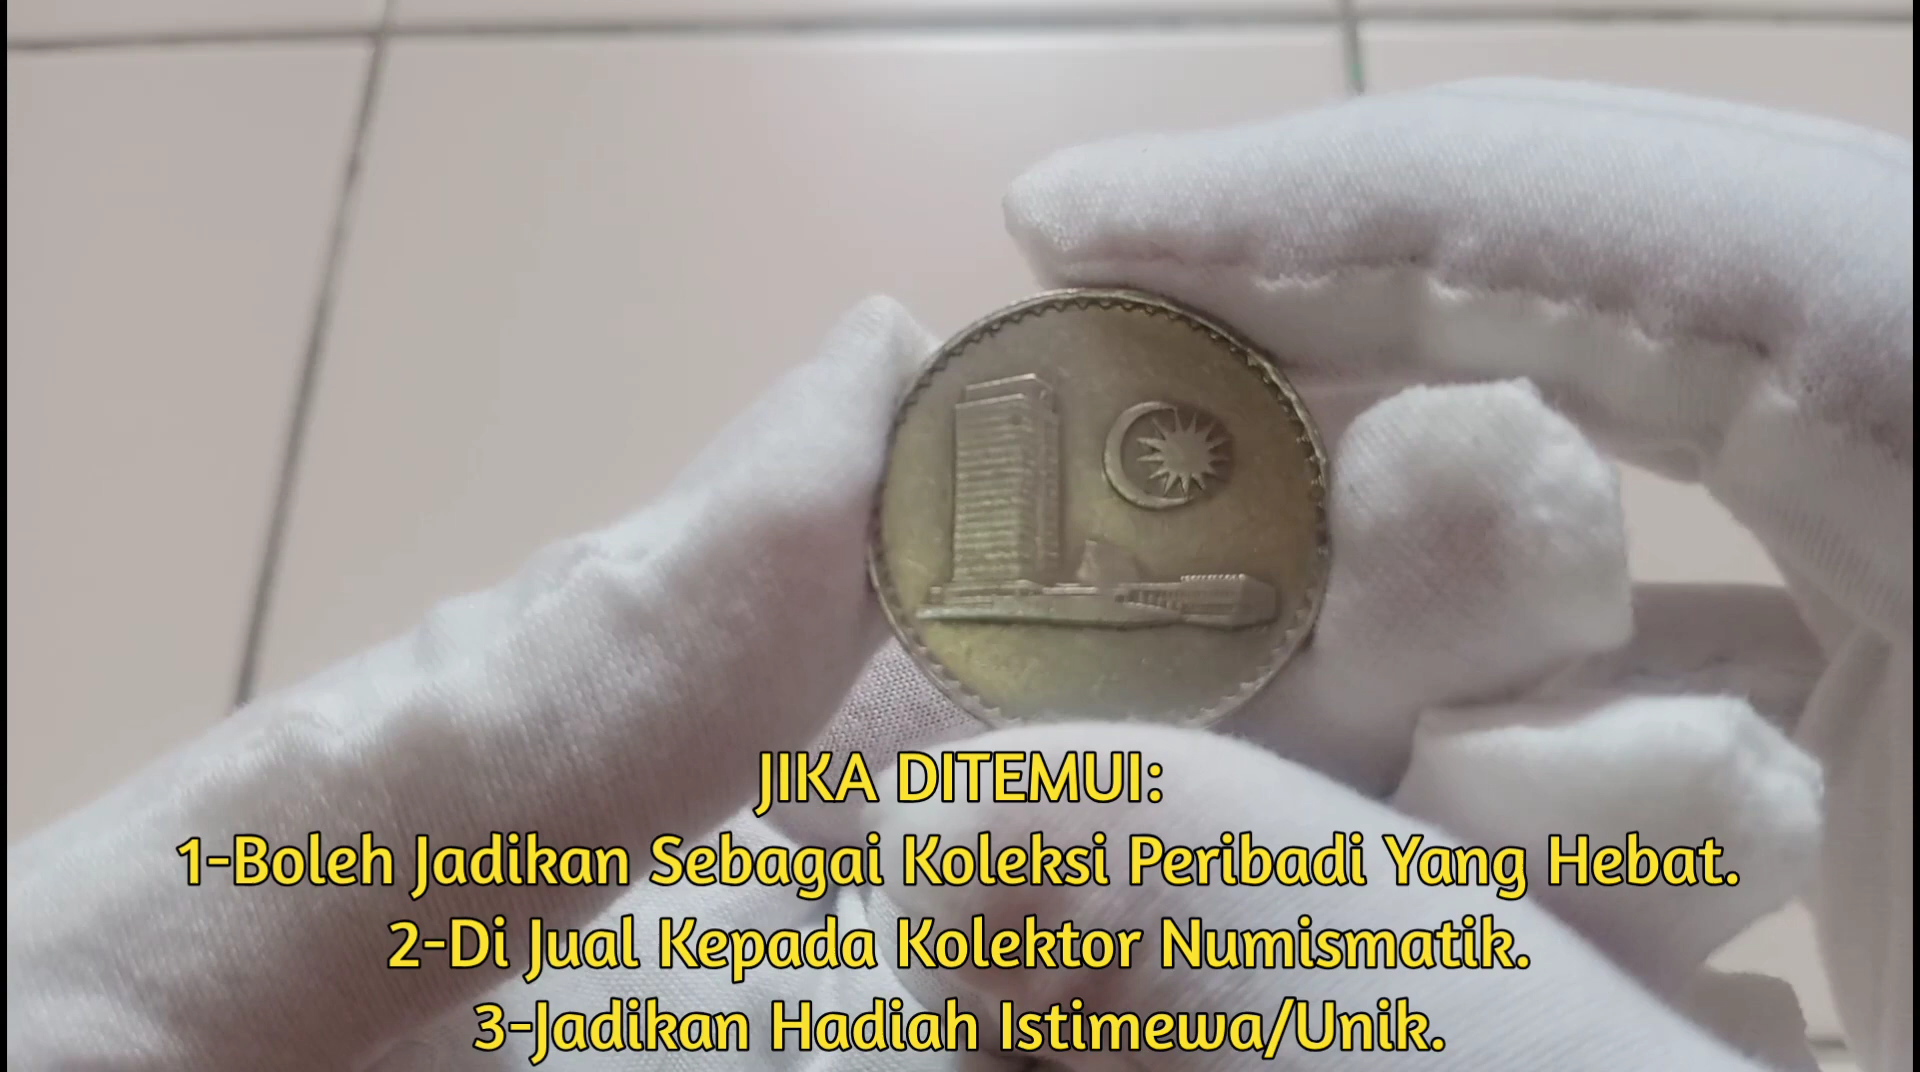 JIKA DITEMUI:
1-Boleh Jadikan Sebagai Koleksi Peribadi Yang Hebat.
2-Di Jual Kepada Kolektor Numismatik.
3-Jadikan Hadiah Istimewa/Unik.